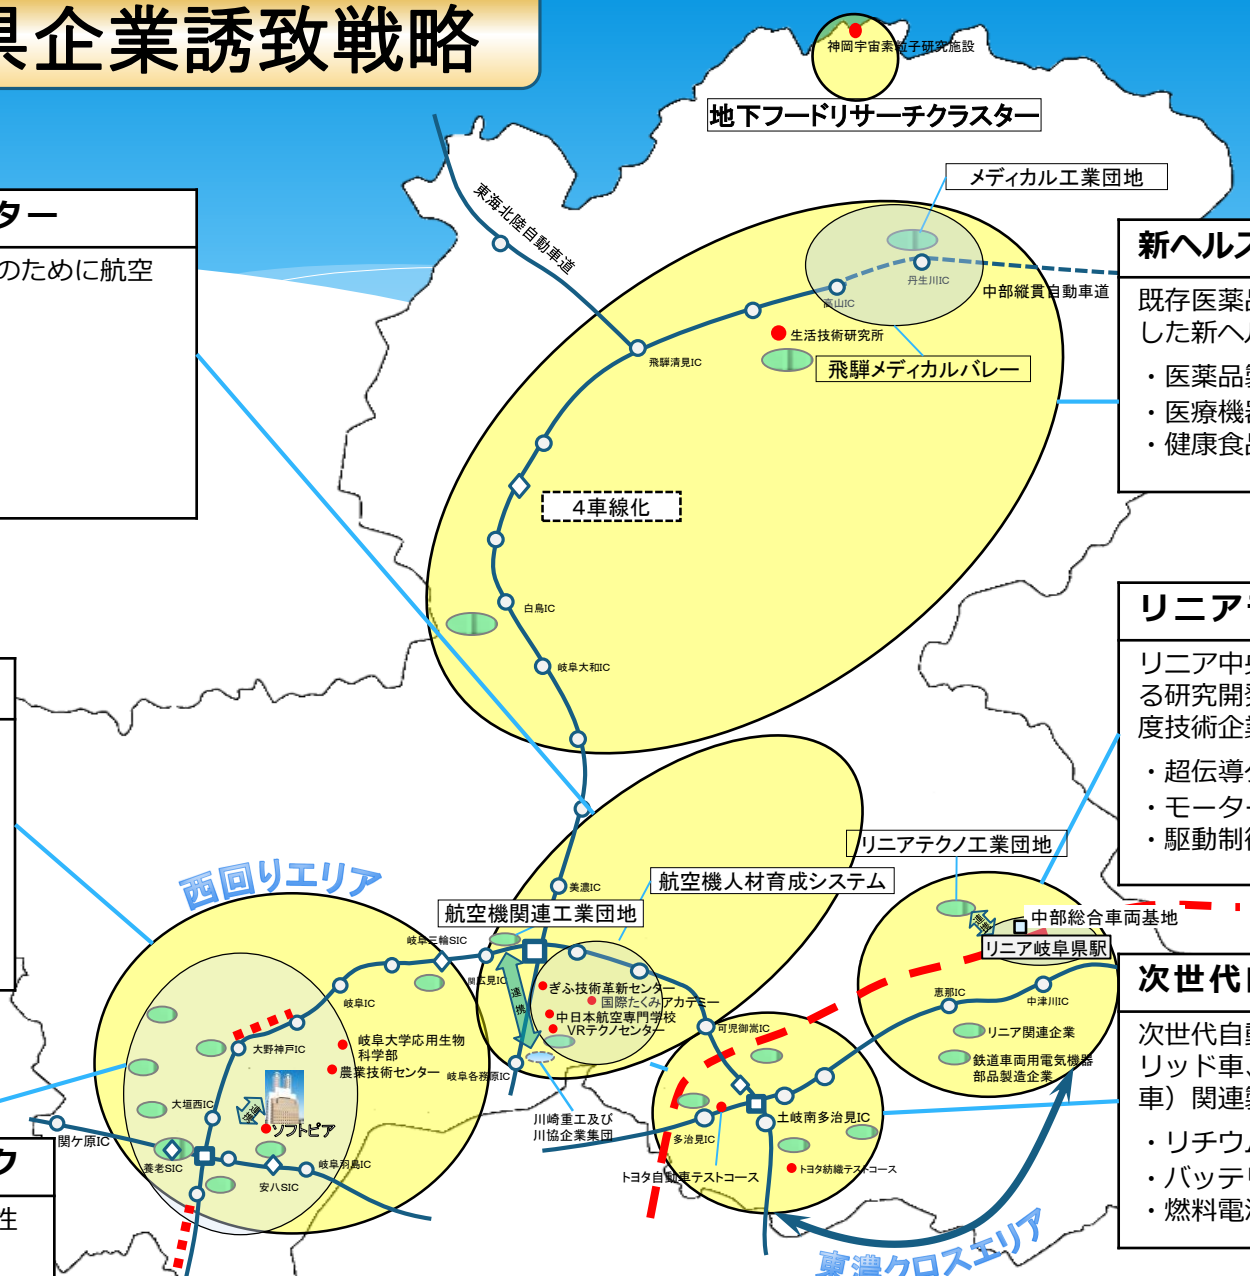 県企業誘致戦略
神岡宇宙素粒子研究施設
地下フードリサーチクラスター
メディカル工業団地
東海北陸自動車道
ター
のために航空
新ヘルス
既存医薬品
した新ヘル
・医薬品製
・医療機器
・健康食品
丹生川IC
高山IC
中部縦貫自動車道
生活技術研究所
飛騨清見IC
飛騨メディカルバレー
4車線化
白鳥IC
岐阜大和IC
リニアテ
リニア中央
る研究開発
度技術企業
・超伝導
・モーター
・駆動制御
リニアテクノ工業団地
西回りエリア
航空機人材育成システム
美濃IC
航空機関連工業団地
中部総合車両基地
リニア岐阜県駅
連携
岐阜三輪SIC
関広見IC
連携
ぎふ技術革新センター
国際たくみアカデミー
中日本航空専門学校
VRテクノセンター
岐阜IC
恵那IC
中津川IC
次世代自
次世代自動
リッド車、
車）関連
・リチウム
・バッテリ
・燃料電池
可児御嵩IC
リニア関連企業
鉄道車両用電気機器
部品製造企業
大野神戸IC
岐阜大学応用生物
科学部
農業技術センター
岐阜各務原IC
大垣西IC
連携
ソフトピア
川崎重工及び
川協企業集団
土岐南多治見IC
多治見IC
関ケ原IC
養老SIC
安八SIC
岐阜羽島IC
トヨタ自動車テストコース
トヨタ紡織テストコース
ク
性
東濃クロスエリア